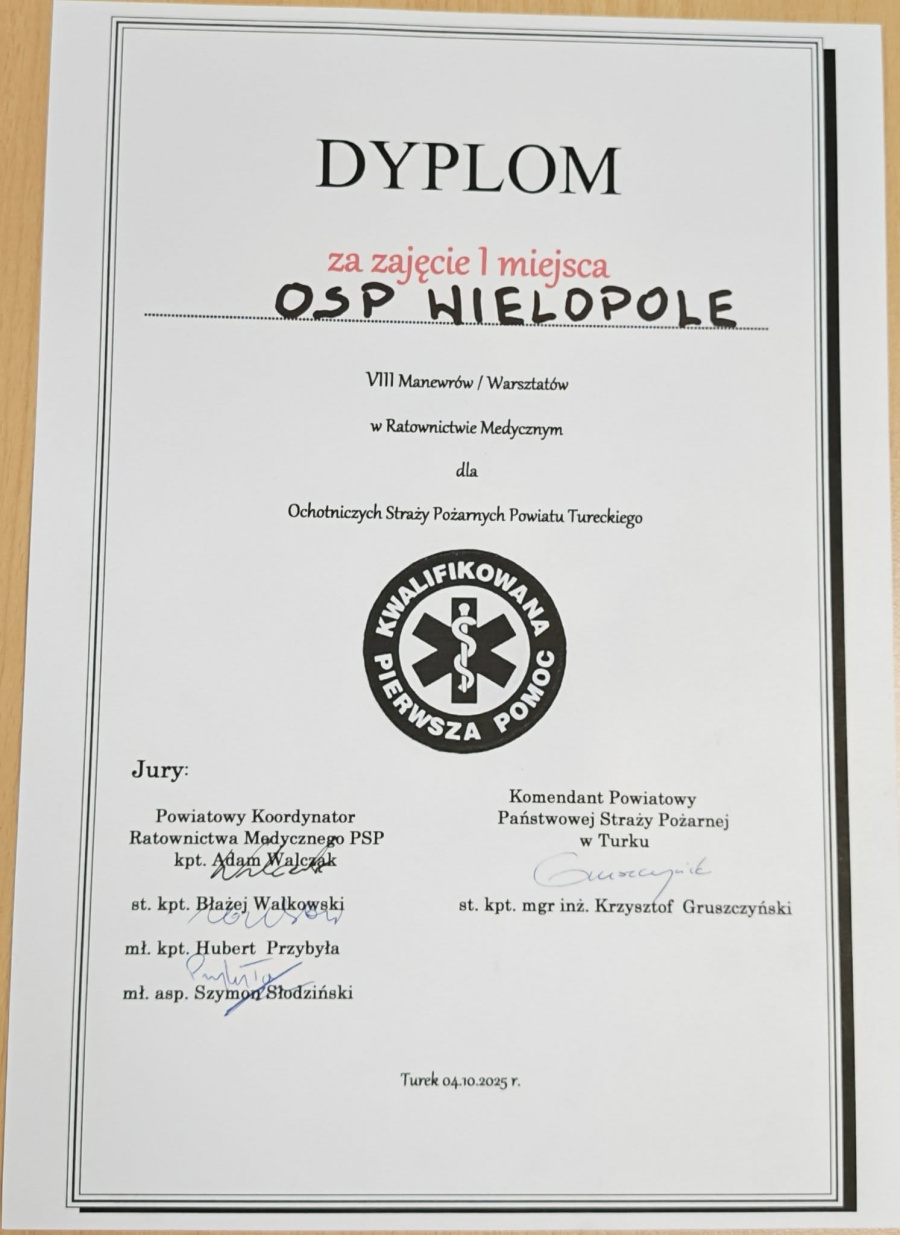 DYPLOM
za zajęcie I miejsca
OSP WIELOPOLE
VIII Manewrów / Warsztatów
w Ratownictwie Medycznym
dla
Ochotniczych Straży Pożarnych Powiatu Tureckiego
KWALIFIKOWANA
PIERWSZA POMOC
Jury:
Powiatowy Koordynator
Ratownictwa Medycznego PSP
kpt. Adam Walczak
st. kpt. Błażej Walkowski
mł. kpt. Hubert Przybyła
mł. asp. Szymon Słodziński
Komendant Powiatowy
Państwowej Straży Pożarnej
w Turku
st. kpt. mgr inż. Krzysztof Gruszczyński
Turek 04.10.2025 r.